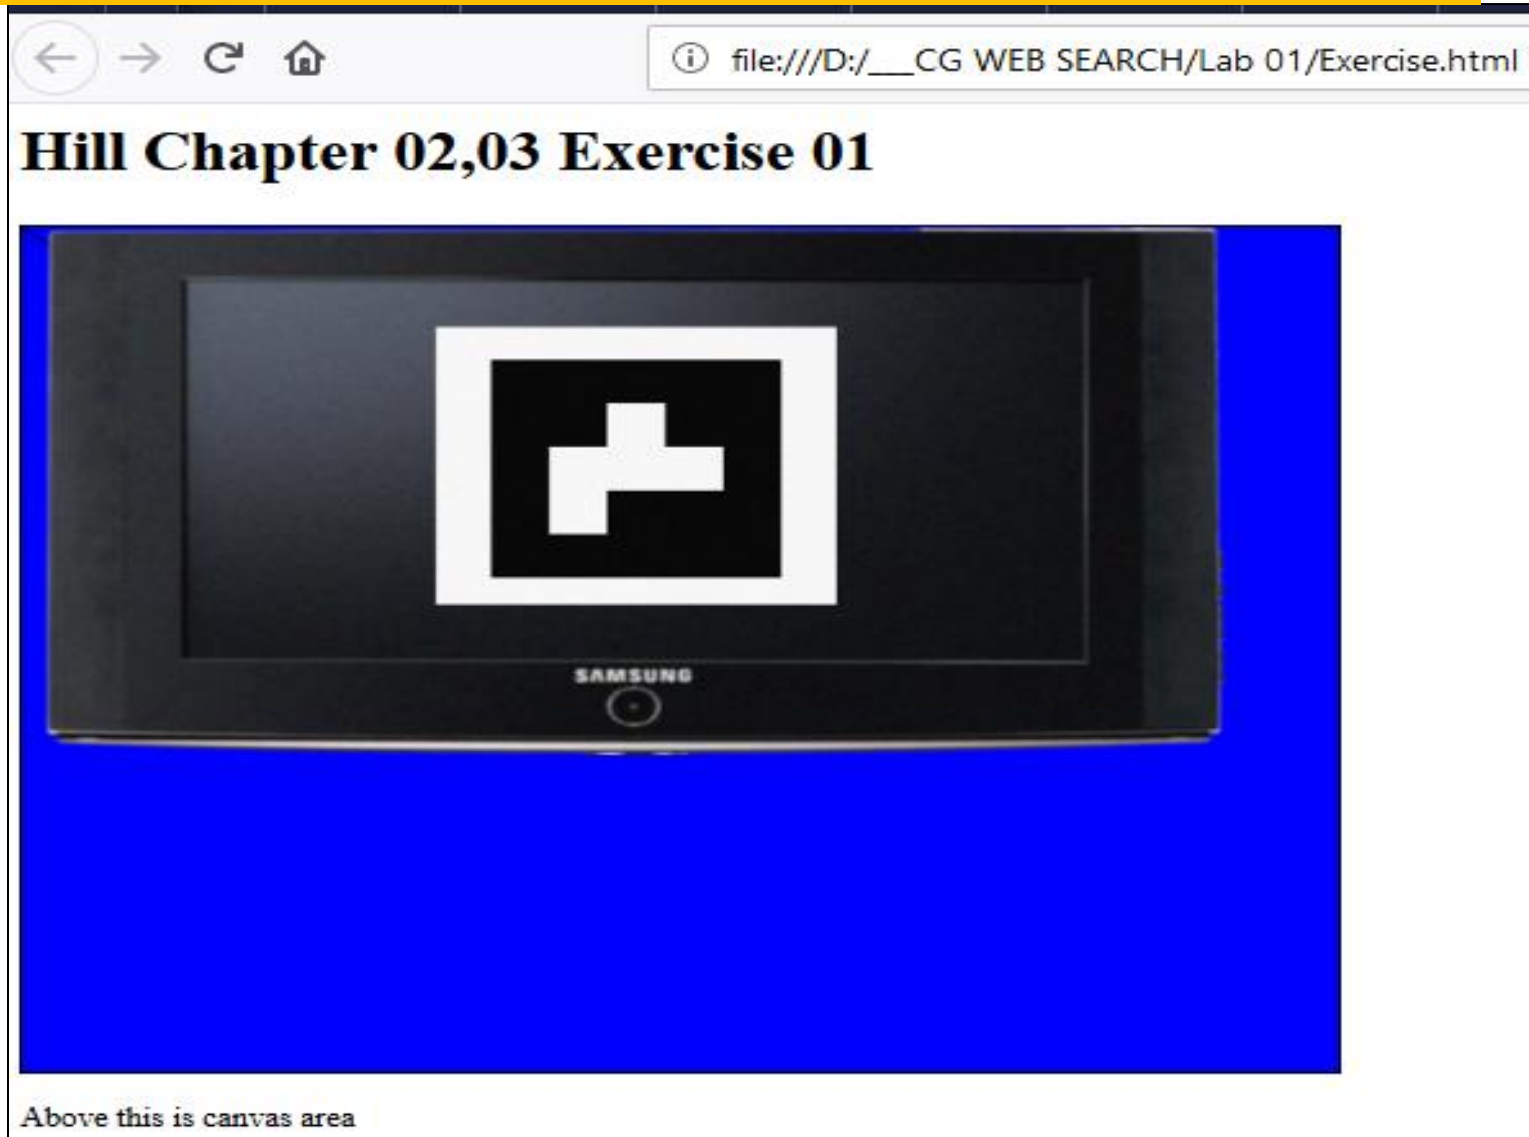 file:///D:/___CG WEB SEARCH/Lab 01/Exercise.html
Hill Chapter 02,03 Exercise 01
SAMSUNG
Above this is canvas area